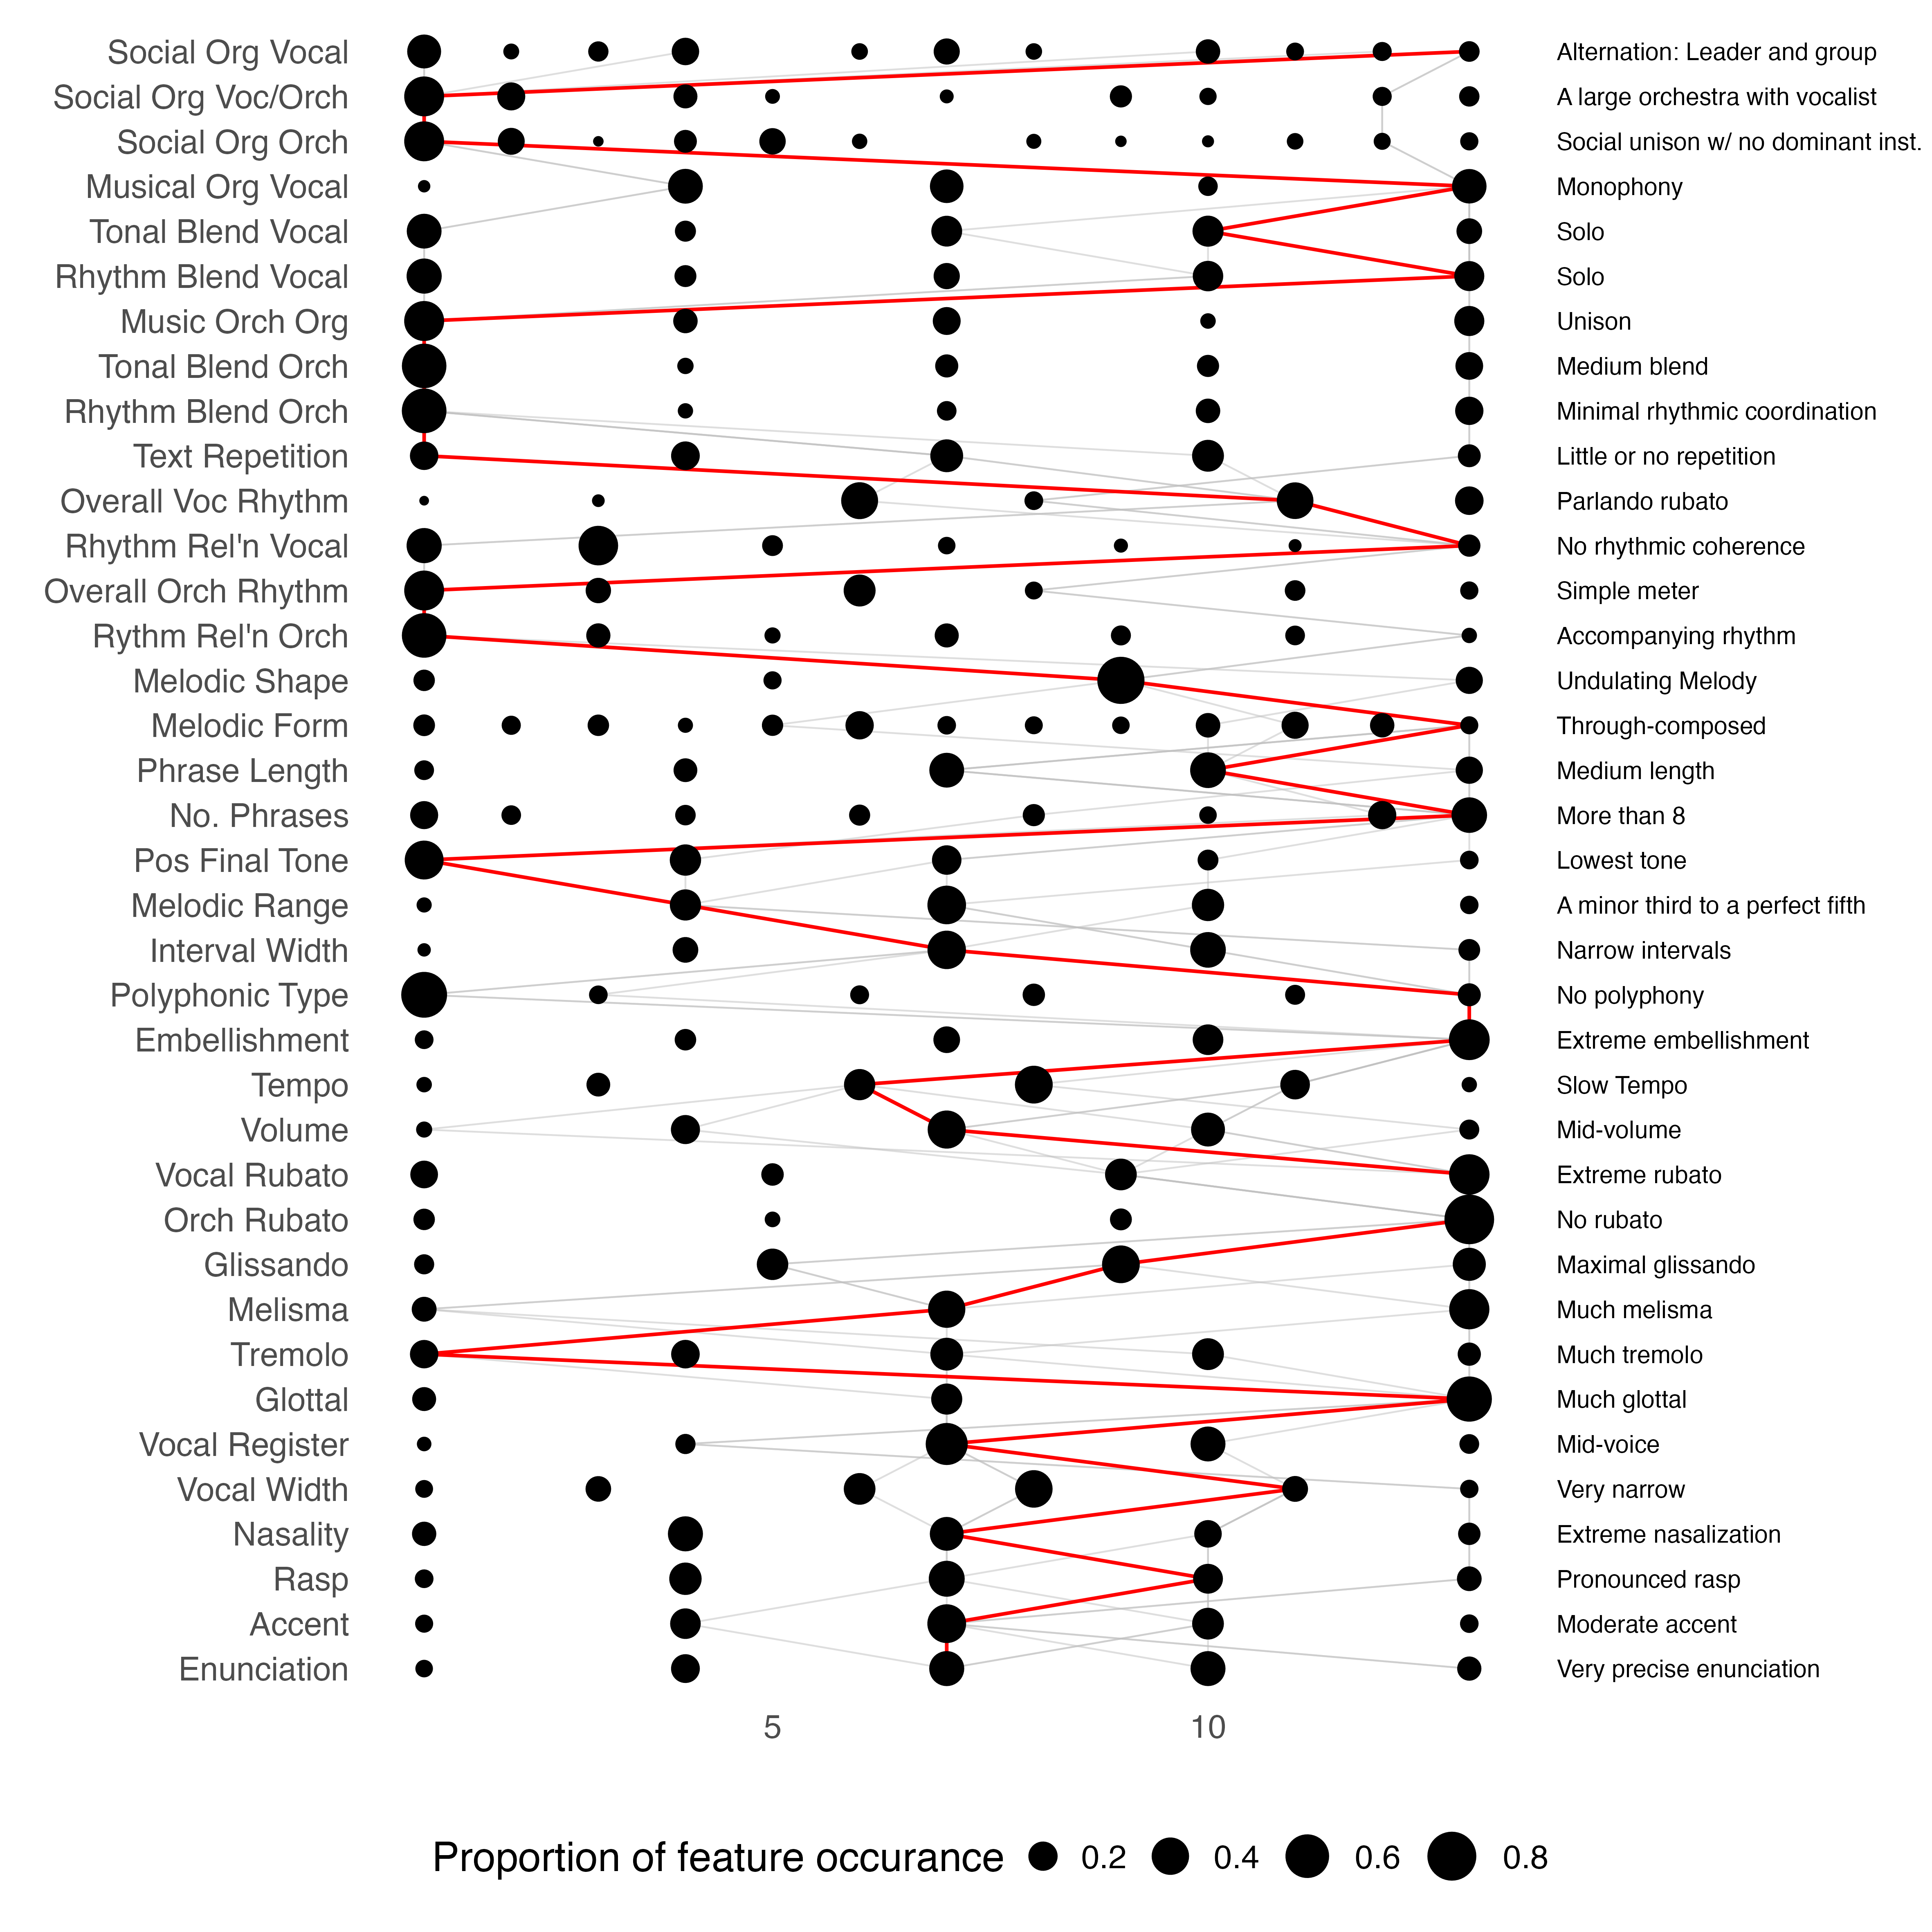 Social Org Vocal Alternation: Leader and group
Social Org Voc/Orch A large orchestra with vocalist
Social Org Orch Social unison w/ no dominant inst.
Musical Org Vocal Monophony
Tonal Blend Vocal Solo
Rhythm Blend Vocal Solo
Music Orch Org Unison
Tonal Blend Orch Medium blend
Rhythm Blend Orch Minimal rhythmic coordination
Text Repetition Little or no repetition
Overall Voc Rhythm Parlando rubato
Rhythm Rel'n Vocal No rhythmic coherence
Overall Orch Rhythm Simple meter
Rythm Rel'n Orch Accompanying rhythm
Melodic Shape Undulating Melody
Melodic Form Through-composed
Phrase Length Medium length
No. Phrases More than 8
Pos Final Tone Lowest tone
Melodic Range A minor third to a perfect fifth
Interval Width Narrow intervals
Polyphonic Type No polyphony
Embellishment Extreme embellishment
Tempo Slow Tempo
Volume Mid-volume
Vocal Rubato Extreme rubato
Orch Rubato No rubato
Glissando Maximal glissando
Melisma Much melisma
Tremolo Much tremolo
Glottal Much glottal
Vocal Register Mid-voice
Vocal Width Very narrow
Nasality Extreme nasalization
Rasp Pronounced rasp
Accent Moderate accent
Enunciation Very precise enunciation
5 10
Proportion of feature occurance 0.2 0.4 0.6 0.8